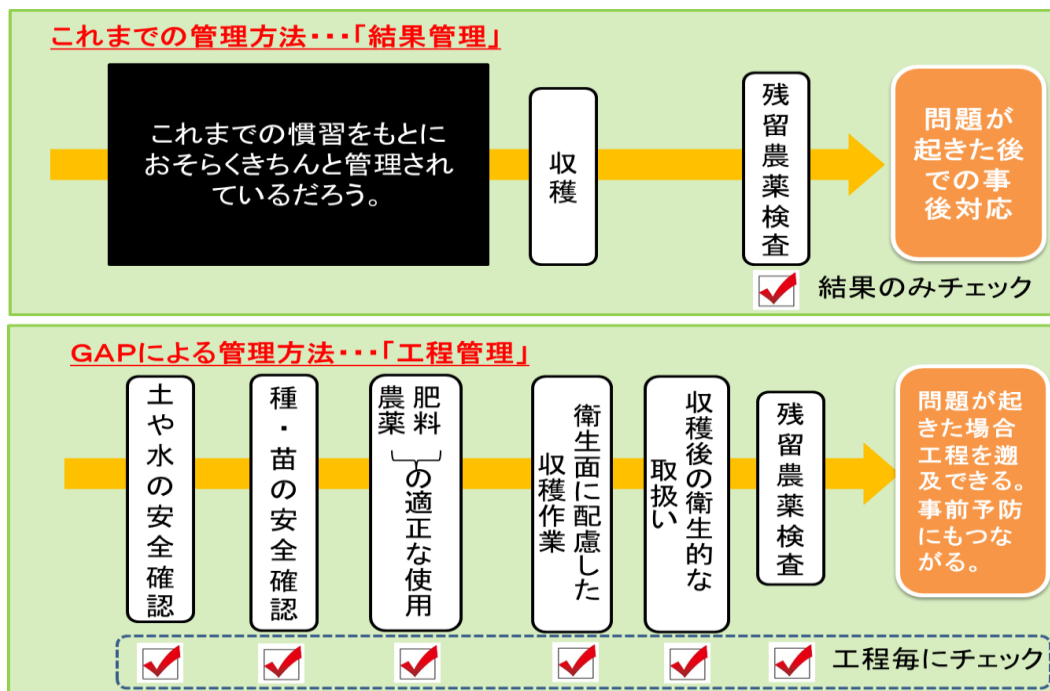 これまでの管理方法・・・「結果管理」
これまでの慣習をもとに
おそらくきちんと管理され
ているだろう。
収穫
残留農薬検査
問題が
起きた後
での事
後対応
結果のみチェック
GAPによる管理方法・・・「工程管理」
土や水の安全確認
種・苗の安全確認
肥料
農薬
の適正な使用
衛生面に配慮した
収穫作業
収穫後の衛生的な
取扱い
残留農薬検査
問題が起
きた場合
工程を遡
及できる。
事前予防
にもつな
がる。
工程毎にチェック